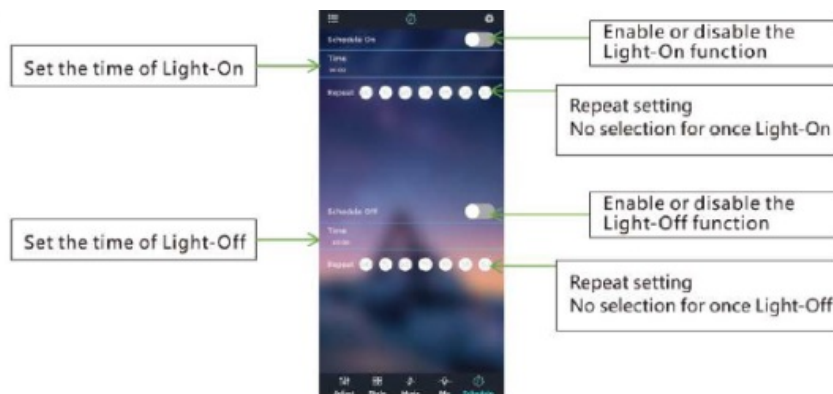 Schedule On
Enable or disable the
Light-On function
Set the time of Light-On
Time
Repeat
Repeat setting
No selection for once Light-On
Schedule Off
Enable or disable the
Light-Off function
Set the time of Light-Off
Time
Repeat
Repeat setting
No selection for once Light-Off
Schedule